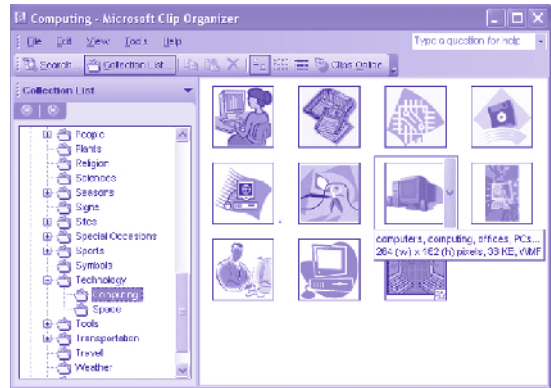 Computing - Microsoft Clip Organizer
File Edit View Tools Help
Type a question for help
Search Collection List Clips Online
Collection List
People
Plants
Religion
Sciences
Seasons
Signs
Sites
Special Occasions
Sports
Symbols
Technology
Computing
Space
Tools
Transportation
Travel
Weather
computers, computing, offices, PCs...
264 (w) x 162 (h) pixels, 38 KB, WMF